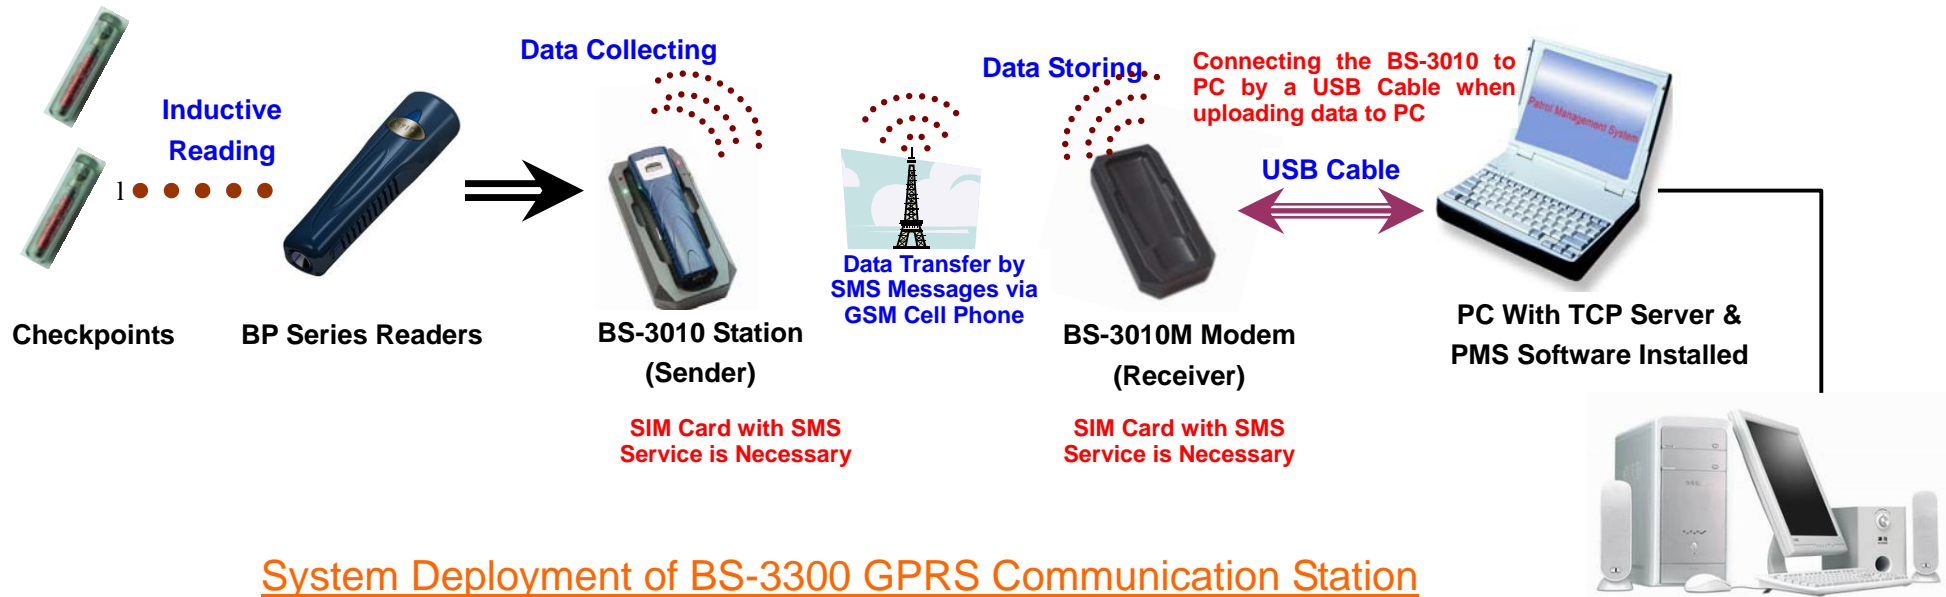 Data Collecting
Data Storing
Connecting the BS-3010 to
PC by a USB Cable when
uploading data to PC
Patrol Management System
Inductive
Reading
l
USB Cable
Data Transfer by
SMS Messages via
GSM Cell Phone
Checkpoints
BP Series Readers
BS-3010 Station
(Sender)
BS-3010M Modem
(Receiver)
PC With TCP Server &
PMS Software Installed
SIM Card with SMS
Service is Necessary
SIM Card with SMS
Service is Necessary
System Deployment of BS-3300 GPRS Communication Station